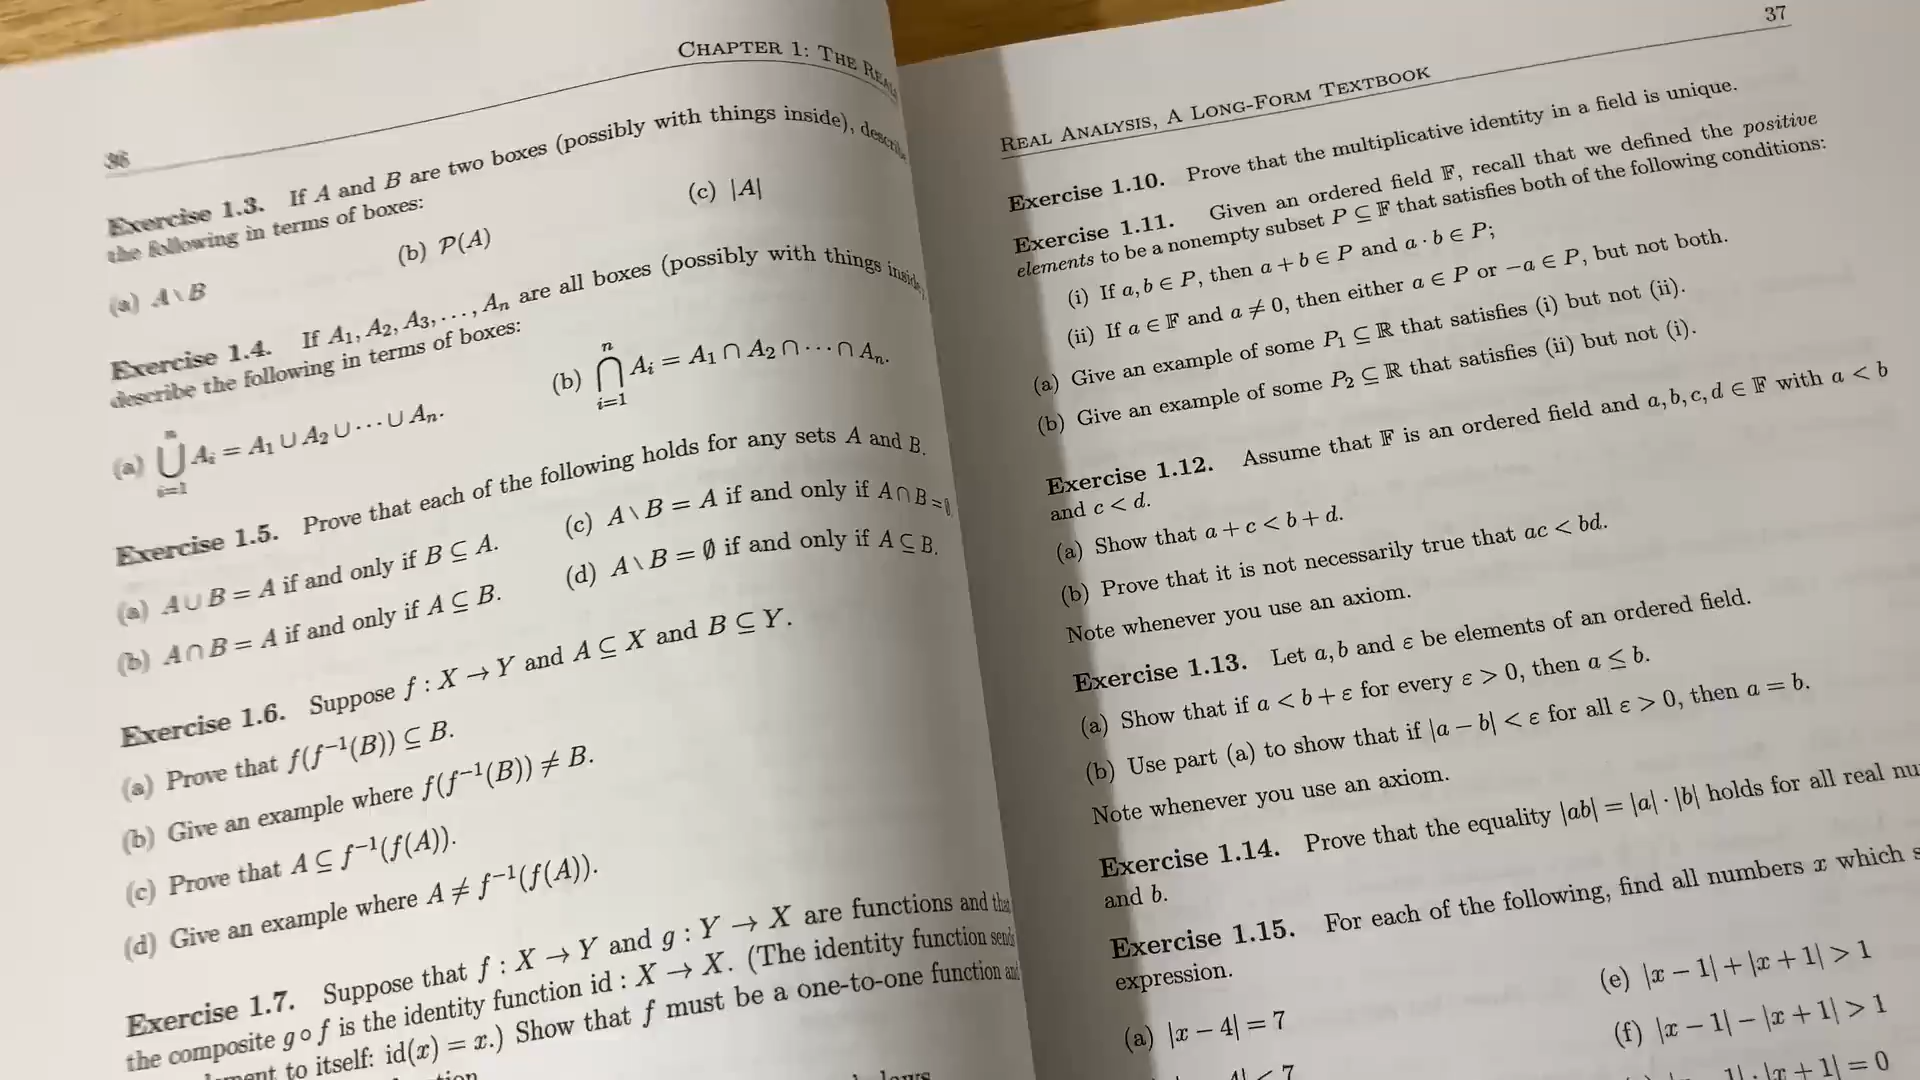 36
CHAPTER 1: THE REAL
Exercise 1.3. If A and B are two boxes (possibly with things inside), describe
the following in terms of boxes:
(a) A \ B
(b) P(A)
(c) |A|
Exercise 1.4. If A₁, A₂, A₃, . . . , Aₙ are all boxes (possibly with things inside),
describe the following in terms of boxes:
(a) ⋃ᵢ₌₁ⁿ Aᵢ = A₁ ∪ A₂ ∪ ⋯ ∪ Aₙ.
(b) ⋂ᵢ₌₁ⁿ Aᵢ = A₁ ∩ A₂ ∩ ⋯ ∩ Aₙ.
Exercise 1.5. Prove that each of the following holds for any sets A and B.
(a) A ∪ B = A if and only if B ⊆ A.
(b) A ∩ B = A if and only if A ⊆ B.
(c) A \ B = A if and only if A ∩ B = ∅.
(d) A \ B = ∅ if and only if A ⊆ B.
Exercise 1.6. Suppose f : X → Y and A ⊆ X and B ⊆ Y.
(a) Prove that f(f⁻¹(B)) ⊆ B.
(b) Give an example where f(f⁻¹(B)) ≠ B.
(c) Prove that A ⊆ f⁻¹(f(A)).
(d) Give an example where A ≠ f⁻¹(f(A)).
Exercise 1.7. Suppose that f : X → Y and g : Y → X are functions and that
the composite g ∘ f is the identity function id : X → X. (The identity function sends
to itself: id(x) = x.) Show that f must be a one-to-one function and
REAL ANALYSIS, A LONG-FORM TEXTBOOK
37
Exercise 1.10. Prove that the multiplicative identity in a field is unique.
Exercise 1.11. Given an ordered field 𝔽, recall that we defined the positive
elements to be a nonempty subset P ⊆ 𝔽 that satisfies both of the following conditions:
(i) If a, b ∈ P, then a + b ∈ P and a · b ∈ P;
(ii) If a ∈ 𝔽 and a ≠ 0, then either a ∈ P or −a ∈ P, but not both.
(a) Give an example of some P₁ ⊆ ℝ that satisfies (i) but not (ii).
(b) Give an example of some P₂ ⊆ ℝ that satisfies (ii) but not (i).
Exercise 1.12. Assume that 𝔽 is an ordered field and a, b, c, d ∈ 𝔽 with a < b
and c < d.
(a) Show that a + c < b + d.
(b) Prove that it is not necessarily true that ac < bd.
Note whenever you use an axiom.
Exercise 1.13. Let a, b and ε be elements of an ordered field.
(a) Show that if a < b + ε for every ε > 0, then a ≤ b.
(b) Use part (a) to show that if |a − b| < ε for all ε > 0, then a = b.
Note whenever you use an axiom.
Exercise 1.14. Prove that the equality |ab| = |a| · |b| holds for all real nu
and b.
Exercise 1.15. For each of the following, find all numbers x which s
expression.
(a) |x − 4| = 7
(e) |x − 1| + |x + 1| > 1
(f) |x − 1| − |x + 1| > 1